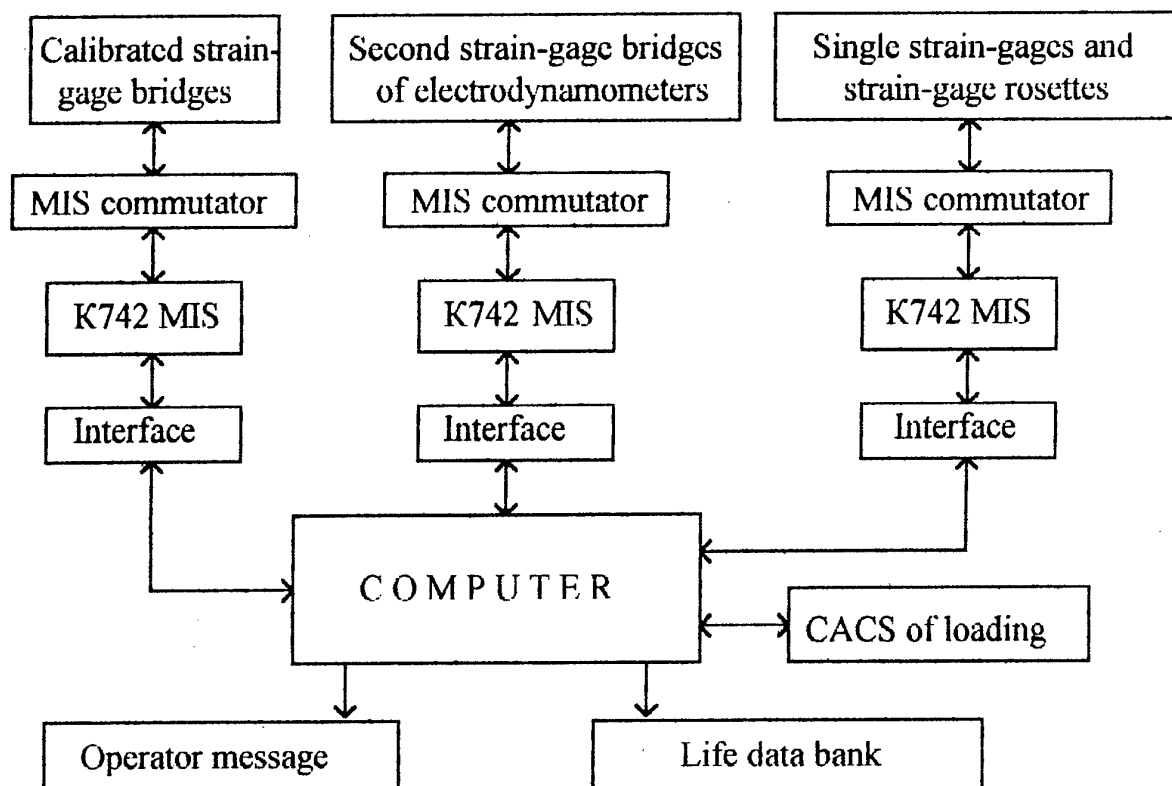 Calibrated strain-
gage bridges
Second strain-gage bridges
of electrodynamometers
Single strain-gages and
strain-gage rosettes
MIS commutator
MIS commutator
MIS commutator
K742 MIS
K742 MIS
K742 MIS
Interface
Interface
Interface
COMPUTER
CACS of loading
Operator message
Life data bank